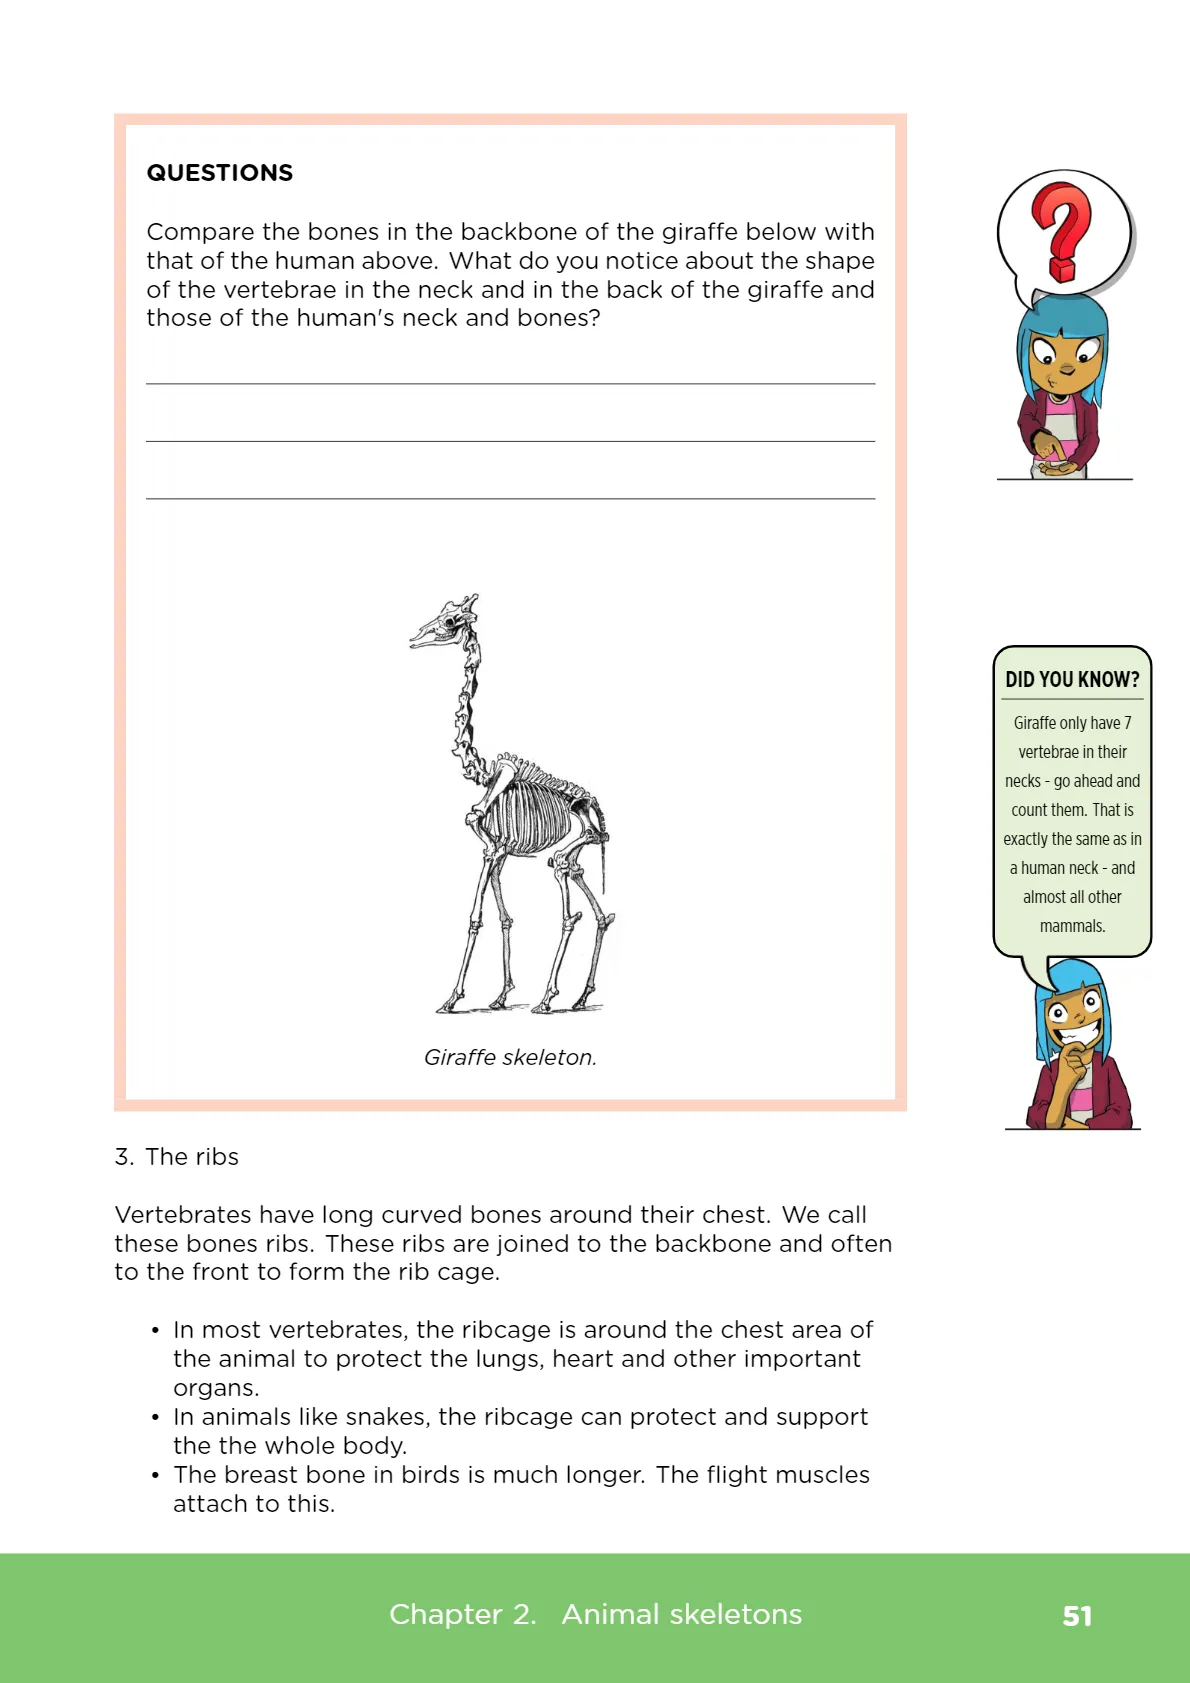 QUESTIONS
Compare the bones in the backbone of the giraffe below with
that of the human above. What do you notice about the shape
of the vertebrae in the neck and in the back of the giraffe and
those of the human's neck and bones?
?
Giraffe skeleton.
DID YOU KNOW?
Giraffe only have 7
vertebrae in their
necks - go ahead and
count them. That is
exactly the same as in
a human neck - and
almost all other
mammals.
3. The ribs
Vertebrates have long curved bones around their chest. We call
these bones ribs. These ribs are joined to the backbone and often
to the front to form the rib cage.
• In most vertebrates, the ribcage is around the chest area of
the animal to protect the lungs, heart and other important
organs.
• In animals like snakes, the ribcage can protect and support
the the whole body.
• The breast bone in birds is much longer. The flight muscles
attach to this.
Chapter 2. Animal skeletons
51